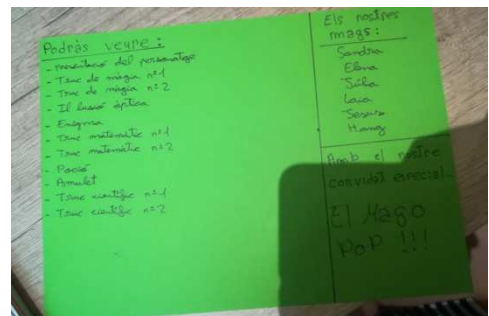 Podràs veure:
- Presentació del personatge
- Truc de màgia nº1
- Truc de màgia nº2
- Il·lusió òptica
- Enigma
- Truc matemàtic nº1
- Truc matemàtic nº2
- Poció
- Amulet
- Truc científic nº1
- Truc científic nº2
Els nostres
mags:
Sandra
Elena
Júlia
Laia
Amb el nostre
convidat especial...
El Mago
Pop !!!